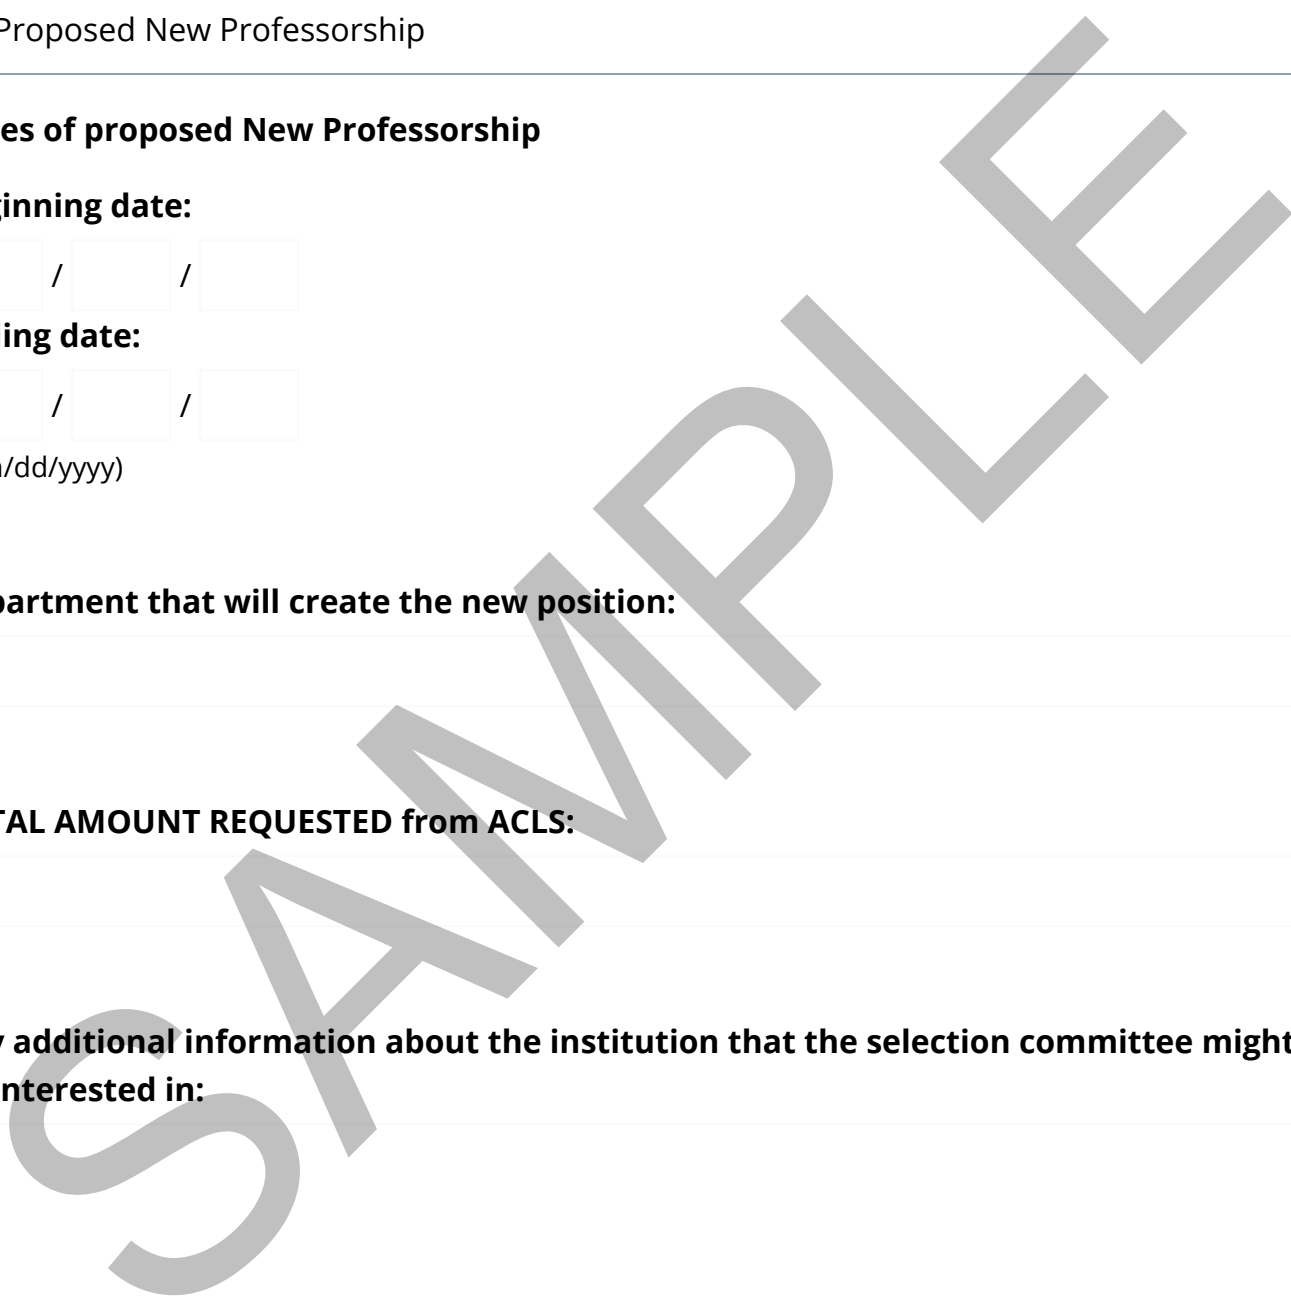 Proposed New Professorship
es of proposed New Professorship
inning date:
/ /
ing date:
/ /
/dd/yyyy)
partment that will create the new position:
TAL AMOUNT REQUESTED from ACLS:
additional information about the institution that the selection committee might
nterested in:
SAMPLE